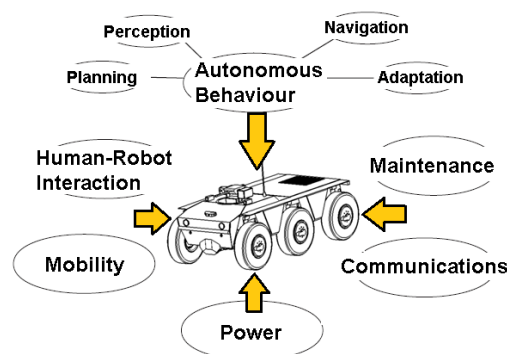 Perception
Navigation
Planning
Autonomous
Behaviour
Adaptation
Human-Robot
Interaction
Maintenance
Mobility
Communications
Power